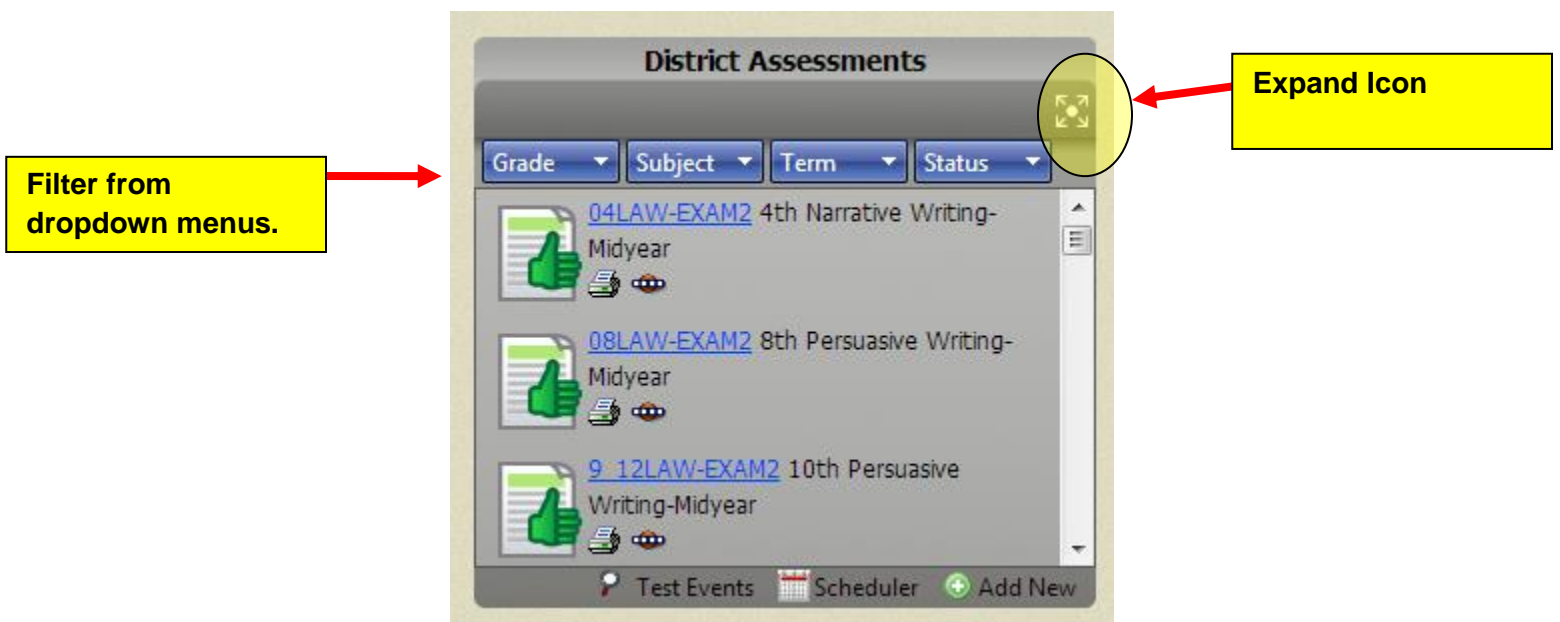 District Assessments
Expand Icon
Grade Subject Term Status
Filter from
dropdown menus.
04LAW-EXAM2 4th Narrative Writing-
Midyear
08LAW-EXAM2 8th Persuasive Writing-
Midyear
9_12LAW-EXAM2 10th Persuasive
Writing-Midyear
Test Events Scheduler Add New